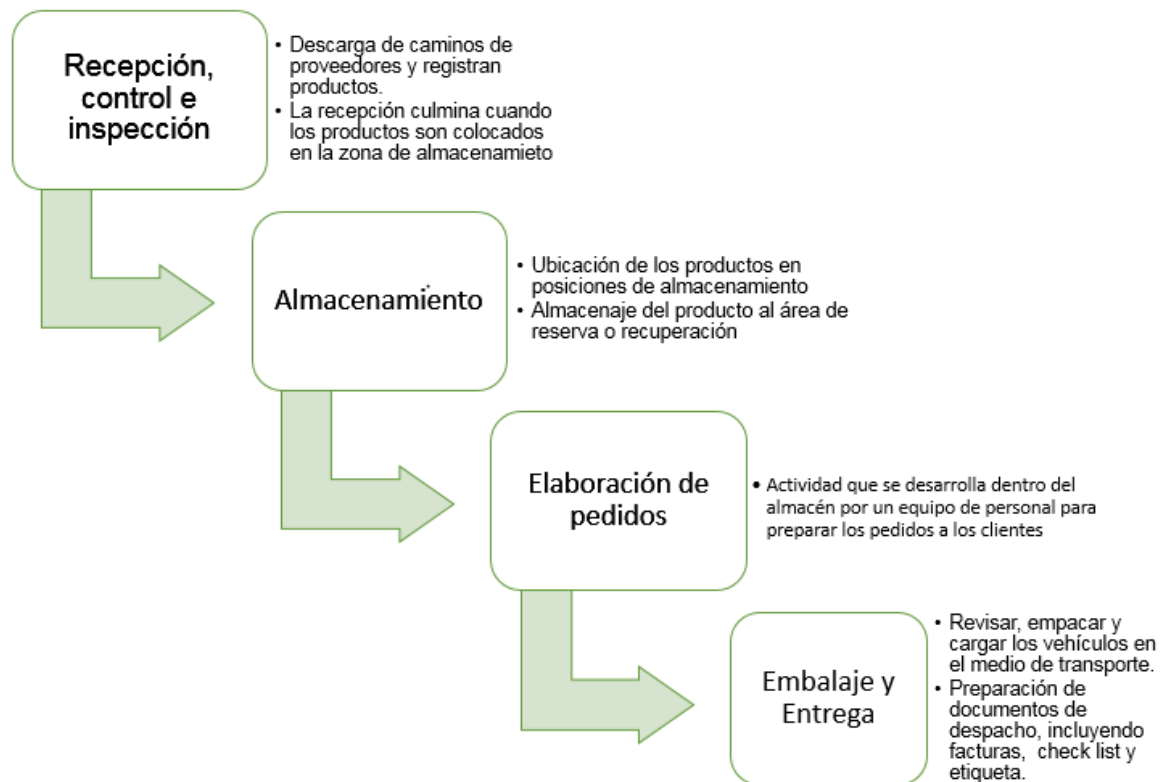 Recepción,
control e
inspección
• Descarga de caminos de
proveedores y registran
productos.
• La recepción culmina cuando
los productos son colocados
en la zona de almacenamieto
Almacenamiento
• Ubicación de los productos en
posiciones de almacenamiento
• Almacenaje del producto al área de
reserva o recuperación
Elaboración de
pedidos
• Actividad que se desarrolla dentro del
almacén por un equipo de personal para
preparar los pedidos a los clientes
Embalaje y
Entrega
• Revisar, empacar y
cargar los vehículos en
el medio de transporte.
• Preparación de
documentos de
despacho, incluyendo
facturas, check list y
etiqueta.